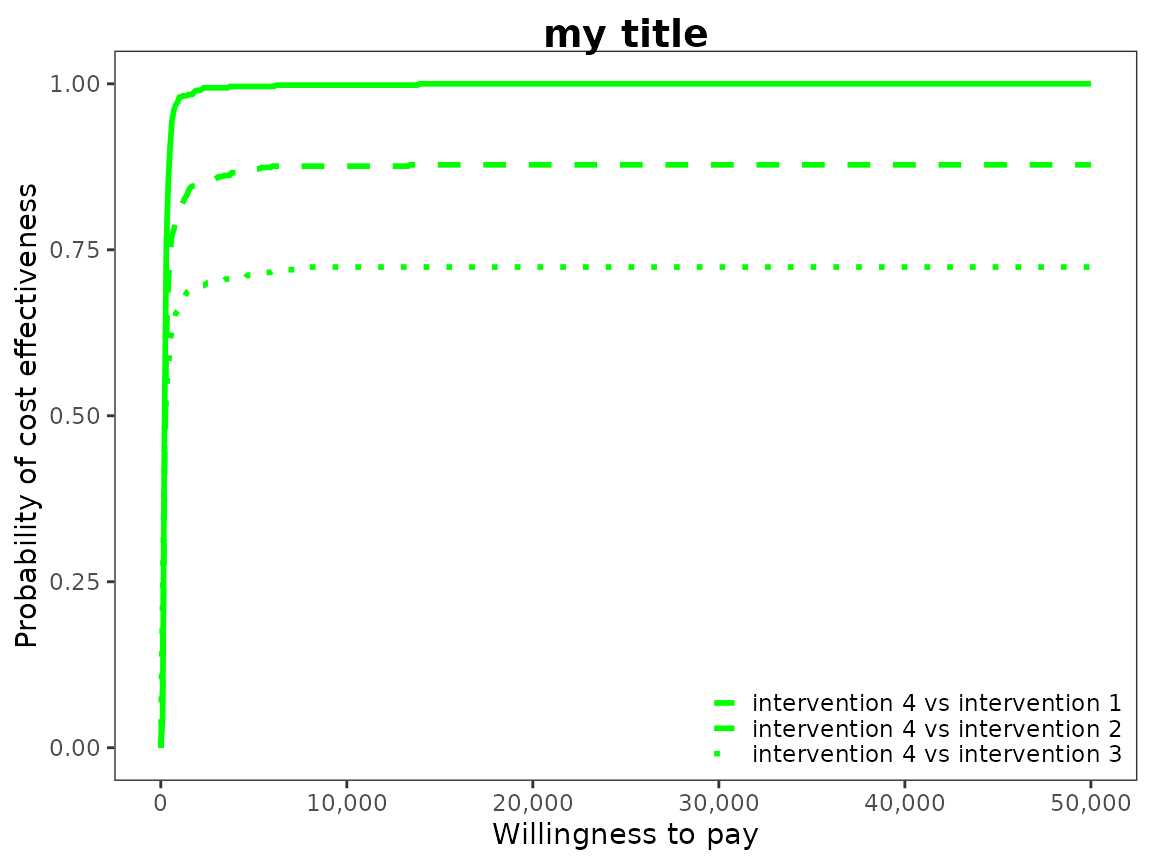 my title
Probability of cost effectiveness
1.00
0.75
0.50
0.25
0.00
intervention 4 vs intervention 1
intervention 4 vs intervention 2
intervention 4 vs intervention 3
0 10,000 20,000 30,000 40,000 50,000
Willingness to pay